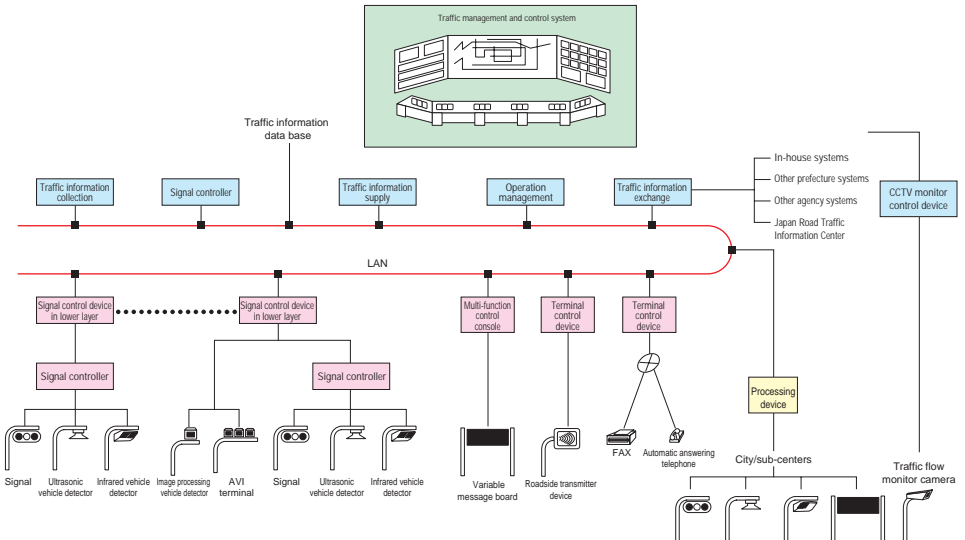 Traffic management and control system
Traffic information
data base
Traffic information
collection
Signal controller
Traffic information
supply
Operation
management
Traffic information
exchange
In-house systems
Other prefecture systems
Other agency systems
Japan Road Traffic
Information Center
CCTV monitor
control device
LAN
Signal control device
in lower layer
Signal control device
in lower layer
Multi-function
control
console
Terminal
control
device
Terminal
control
device
Signal controller
Signal controller
Processing
device
Signal
Ultrasonic
vehicle detector
Infrared vehicle
detector
Image processing
vehicle detector
AVI
terminal
Signal
Ultrasonic
vehicle detector
Infrared vehicle
detector
Variable
message board
Roadside transmitter
device
FAX
Automatic answering
telephone
City/sub-centers
Traffic flow
monitor camera